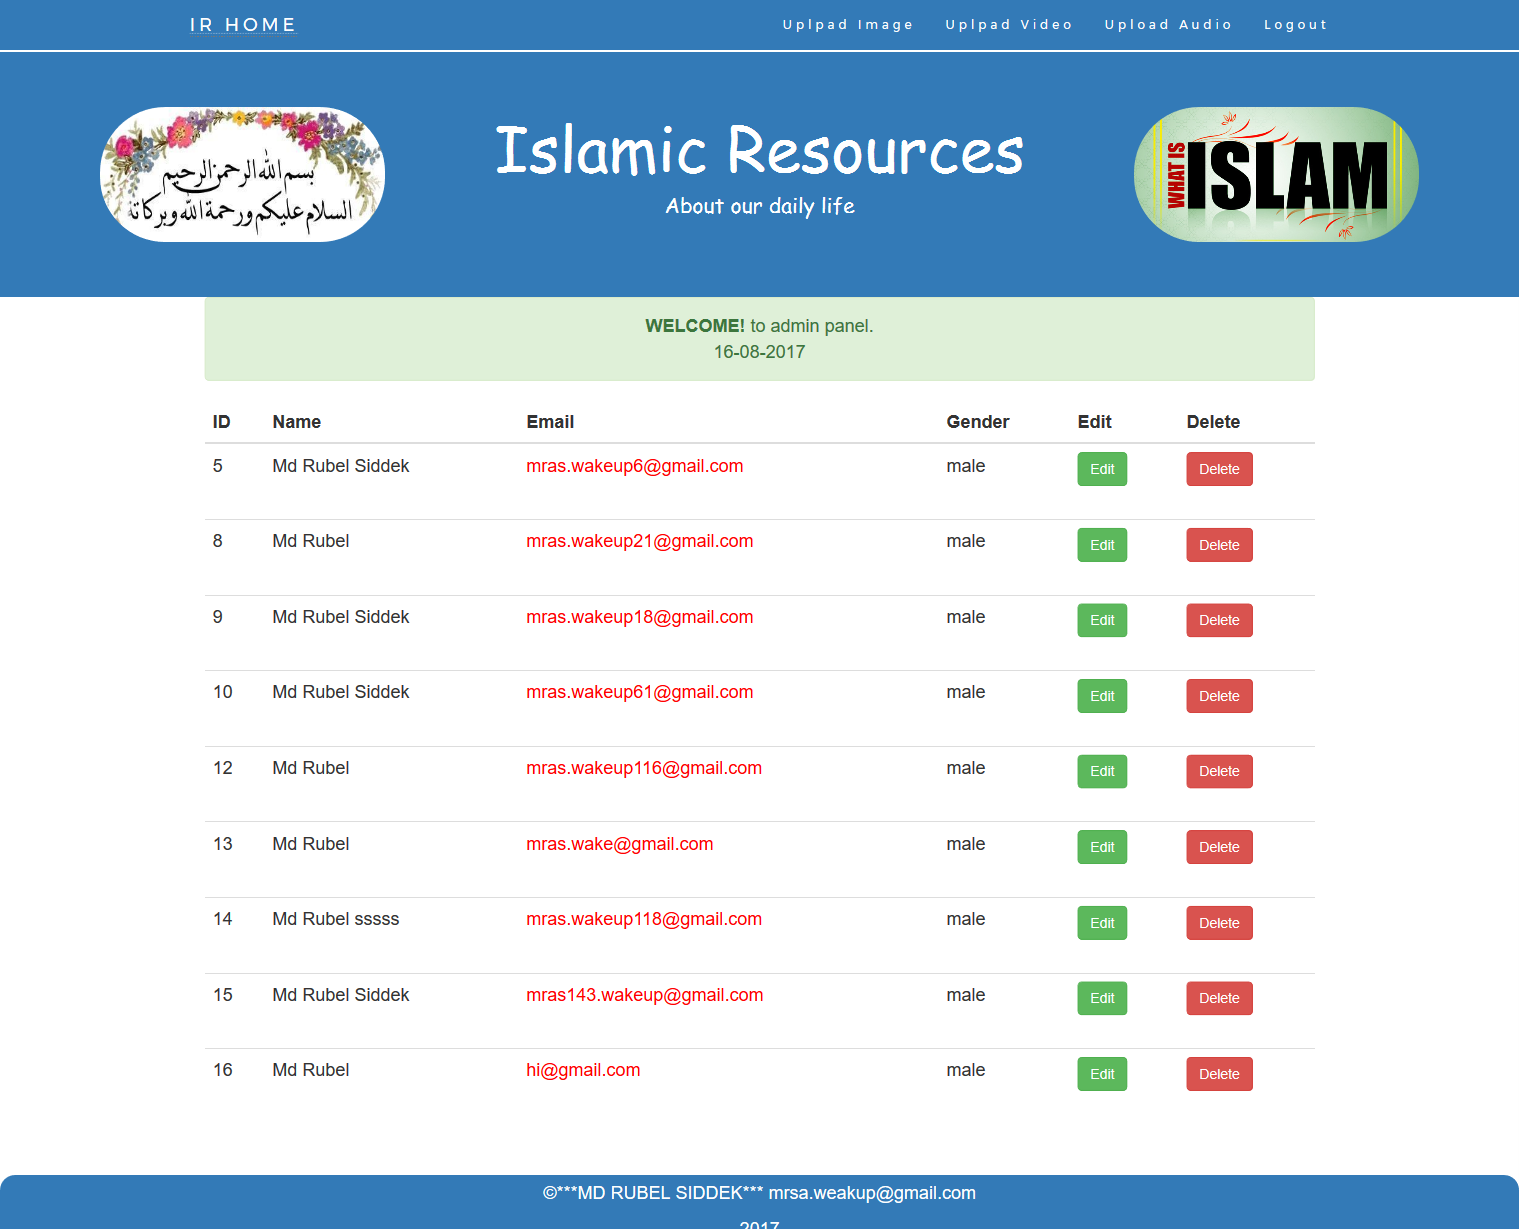 IR HOME Uplpad Image Uplpad Video Upload Audio Logout
بسم الله الرحمن الرحيم
السلام عليكم ورحمة الله وبركاته
Islamic Resources
About our daily life
WHAT IS
ISLAM
WELCOME! to admin panel.
16-08-2017
ID Name Email Gender Edit Delete
5 Md Rubel Siddek mras.wakeup6@gmail.com male Edit Delete
8 Md Rubel mras.wakeup21@gmail.com male Edit Delete
9 Md Rubel Siddek mras.wakeup18@gmail.com male Edit Delete
10 Md Rubel Siddek mras.wakeup61@gmail.com male Edit Delete
12 Md Rubel mras.wakeup116@gmail.com male Edit Delete
13 Md Rubel mras.wake@gmail.com male Edit Delete
14 Md Rubel sssss mras.wakeup118@gmail.com male Edit Delete
15 Md Rubel Siddek mras143.wakeup@gmail.com male Edit Delete
16 Md Rubel hi@gmail.com male Edit Delete
©***MD RUBEL SIDDEK*** mrsa.weakup@gmail.com
2017